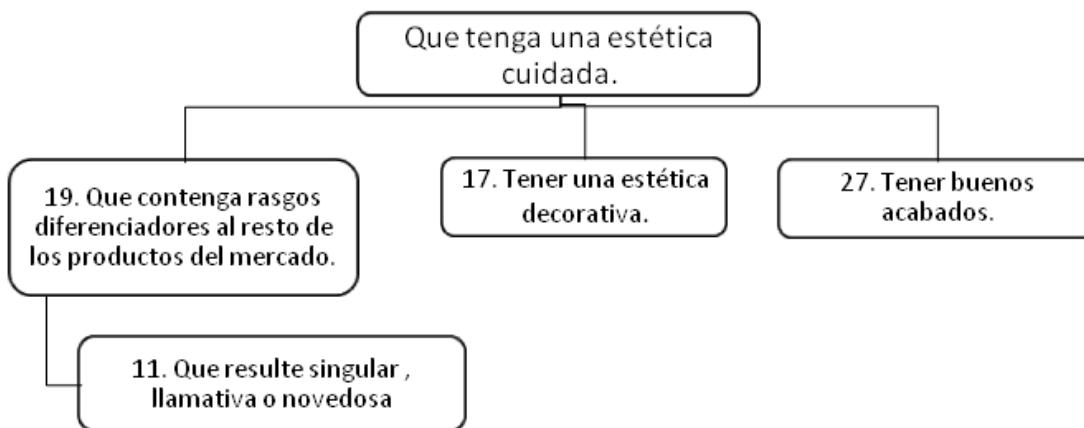 Que tenga una estética
cuidada.
19. Que contenga rasgos
diferenciadores al resto de
los productos del mercado.
17. Tener una estética
decorativa.
27. Tener buenos
acabados.
11. Que resulte singular ,
llamativa o novedosa